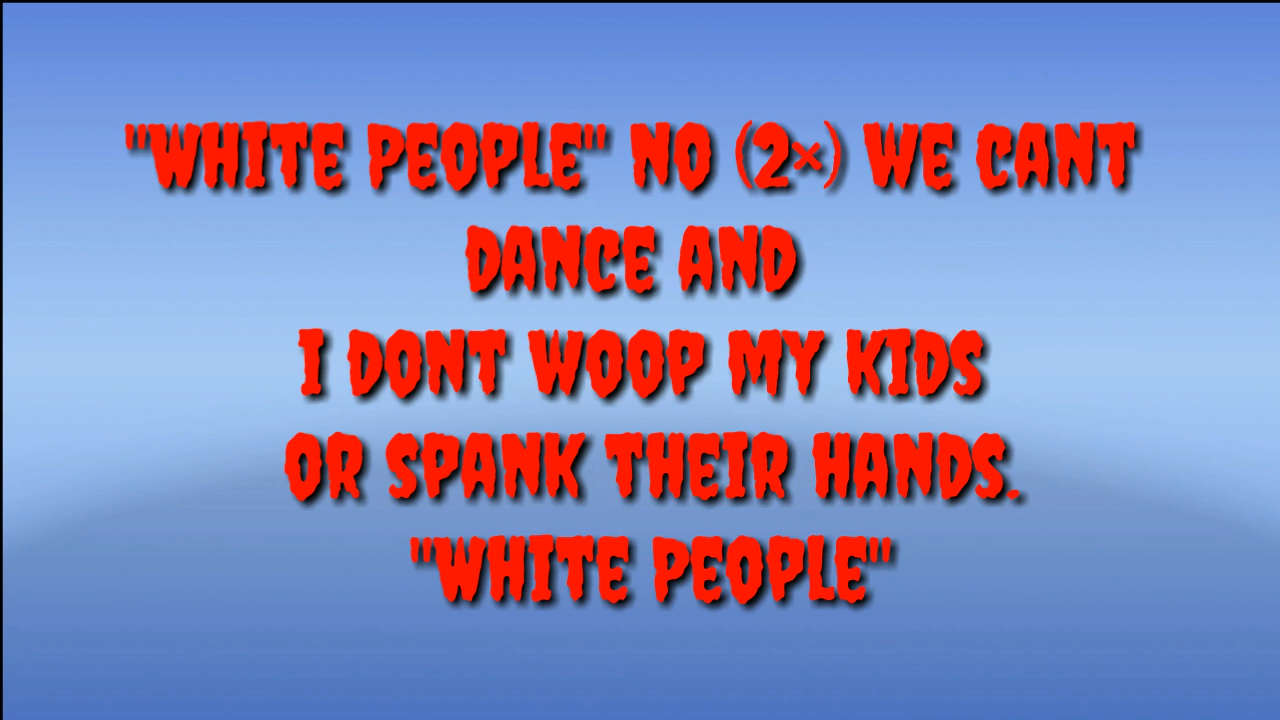 "WHITE PEOPLE" NO (2×) WE CANT
DANCE AND
I DONT WOOP MY KIDS
OR SPANK THEIR HANDS.
"WHITE PEOPLE"